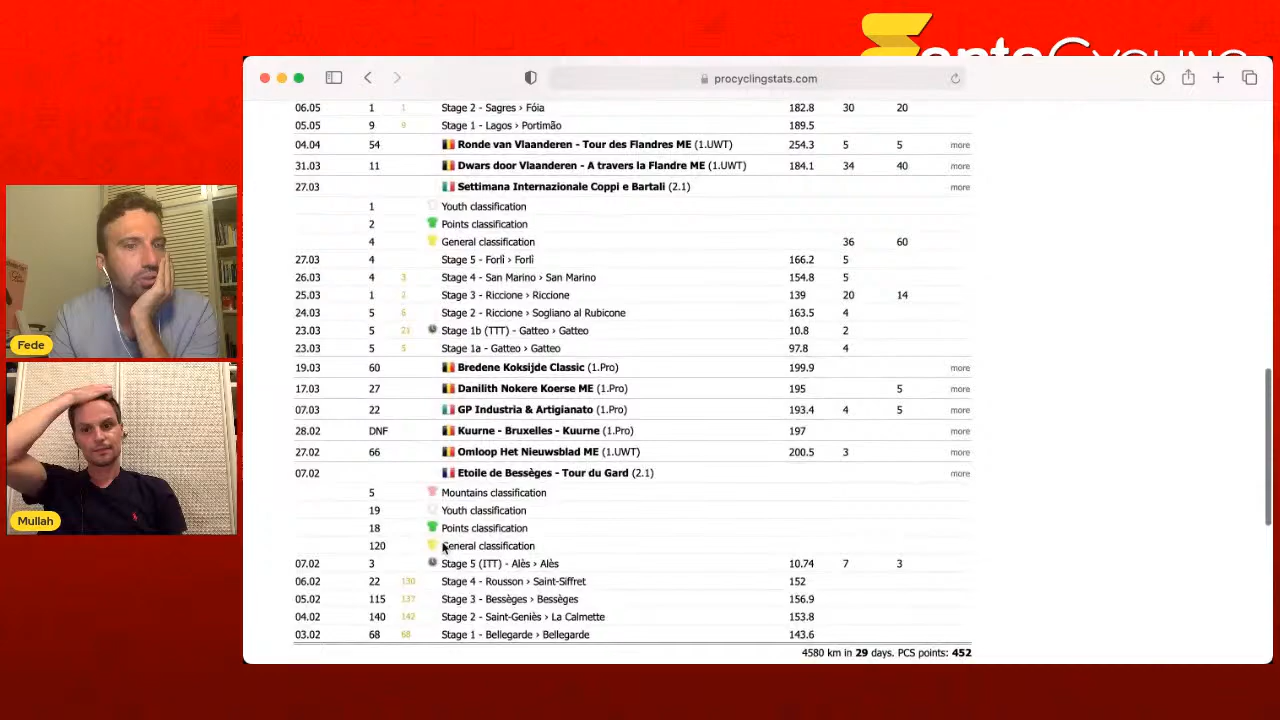 procyclingstats.com
06.05 1 1 Stage 2 - Sagres › Fóia 182.8 30 20
05.05 9 9 Stage 1 - Lagos › Portimão 189.5
04.04 54 Ronde van Vlaanderen - Tour des Flandres ME (1.UWT) 254.3 5 5 more
31.03 11 Dwars door Vlaanderen - A travers la Flandre ME (1.UWT) 184.1 34 40 more
27.03 Settimana Internazionale Coppi e Bartali (2.1) more
1 Youth classification
2 Points classification
4 General classification 36 60
27.03 4 Stage 5 - Forlì › Forlì 166.2 5
26.03 4 3 Stage 4 - San Marino › San Marino 154.8 5
25.03 1 2 Stage 3 - Riccione › Riccione 139 20 14
24.03 5 6 Stage 2 - Riccione › Sogliano al Rubicone 163.5 4
23.03 5 21 Stage 1b (TTT) - Gatteo › Gatteo 10.8 2
23.03 5 5 Stage 1a - Gatteo › Gatteo 97.8 4
19.03 60 Bredene Koksijde Classic (1.Pro) 199.9 more
17.03 27 Danilith Nokere Koerse ME (1.Pro) 195 5 more
07.03 22 GP Industria & Artigianato (1.Pro) 193.4 4 5 more
28.02 DNF Kuurne - Bruxelles - Kuurne (1.Pro) 197 more
27.02 66 Omloop Het Nieuwsblad ME (1.UWT) 200.5 3 more
07.02 Etoile de Bessèges - Tour du Gard (2.1) more
5 Mountains classification
19 Youth classification
18 Points classification
120 General classification
07.02 3 Stage 5 (ITT) - Alès › Alès 10.74 7 3
06.02 22 130 Stage 4 - Rousson › Saint-Siffret 152
05.02 115 137 Stage 3 - Bessèges › Bessèges 156.9
04.02 140 142 Stage 2 - Saint-Geniès › La Calmette 153.8
03.02 68 68 Stage 1 - Bellegarde › Bellegarde 143.6
4580 km in 29 days. PCS points: 452
Fede
Mullah